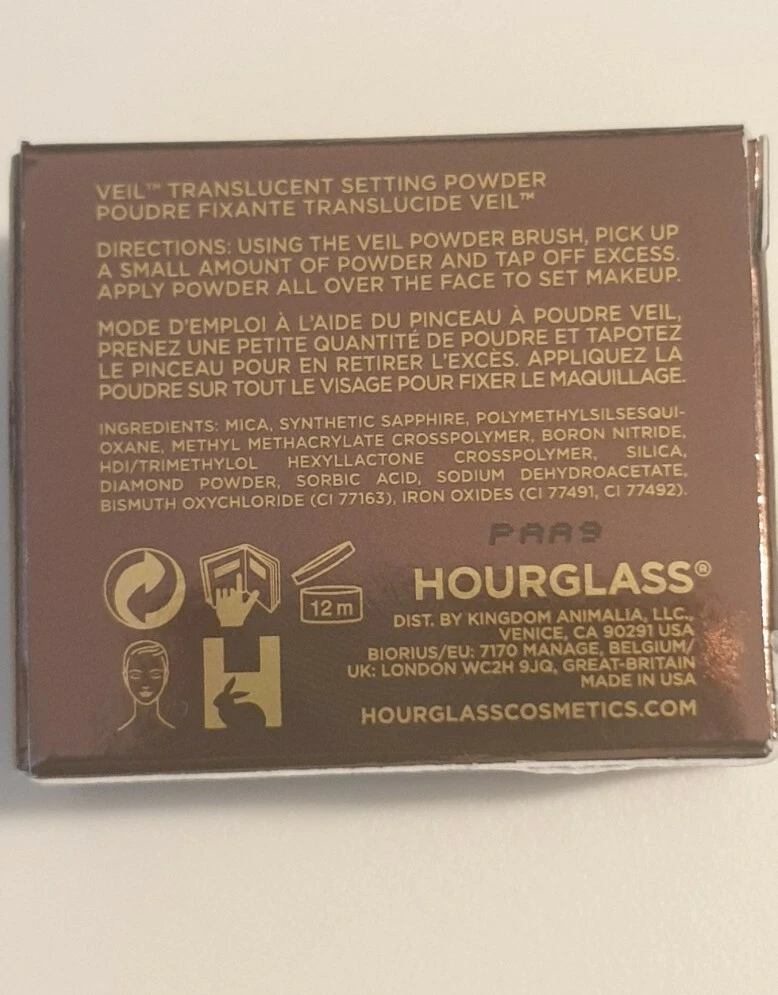 VEIL™ TRANSLUCENT SETTING POWDER
POUDRE FIXANTE TRANSLUCIDE VEIL™
DIRECTIONS: USING THE VEIL POWDER BRUSH, PICK UP
A SMALL AMOUNT OF POWDER AND TAP OFF EXCESS.
APPLY POWDER ALL OVER THE FACE TO SET MAKEUP.
MODE D'EMPLOI À L'AIDE DU PINCEAU À POUDRE VEIL,
PRENEZ UNE PETITE QUANTITÉ DE POUDRE ET TAPOTEZ
LE PINCEAU POUR EN RETIRER L'EXCÈS. APPLIQUEZ LA
POUDRE SUR TOUT LE VISAGE POUR FIXER LE MAQUILLAGE.
INGREDIENTS: MICA, SYNTHETIC SAPPHIRE, POLYMETHYLSILSESQUI-
OXANE, METHYL METHACRYLATE CROSSPOLYMER, BORON NITRIDE,
HDI/TRIMETHYLOL HEXYLLACTONE CROSSPOLYMER, SILICA,
DIAMOND POWDER, SORBIC ACID, SODIUM DEHYDROACETATE,
BISMUTH OXYCHLORIDE (CI 77163), IRON OXIDES (CI 77491, CI 77492).
PAA9
12 m
HOURGLASS®
DIST. BY KINGDOM ANIMALIA, LLC.,
VENICE, CA 90291 USA
BIORIUS/EU: 7170 MANAGE, BELGIUM/
UK: LONDON WC2H 9JQ, GREAT-BRITAIN
MADE IN USA
H
HOURGLASSCOSMETICS.COM